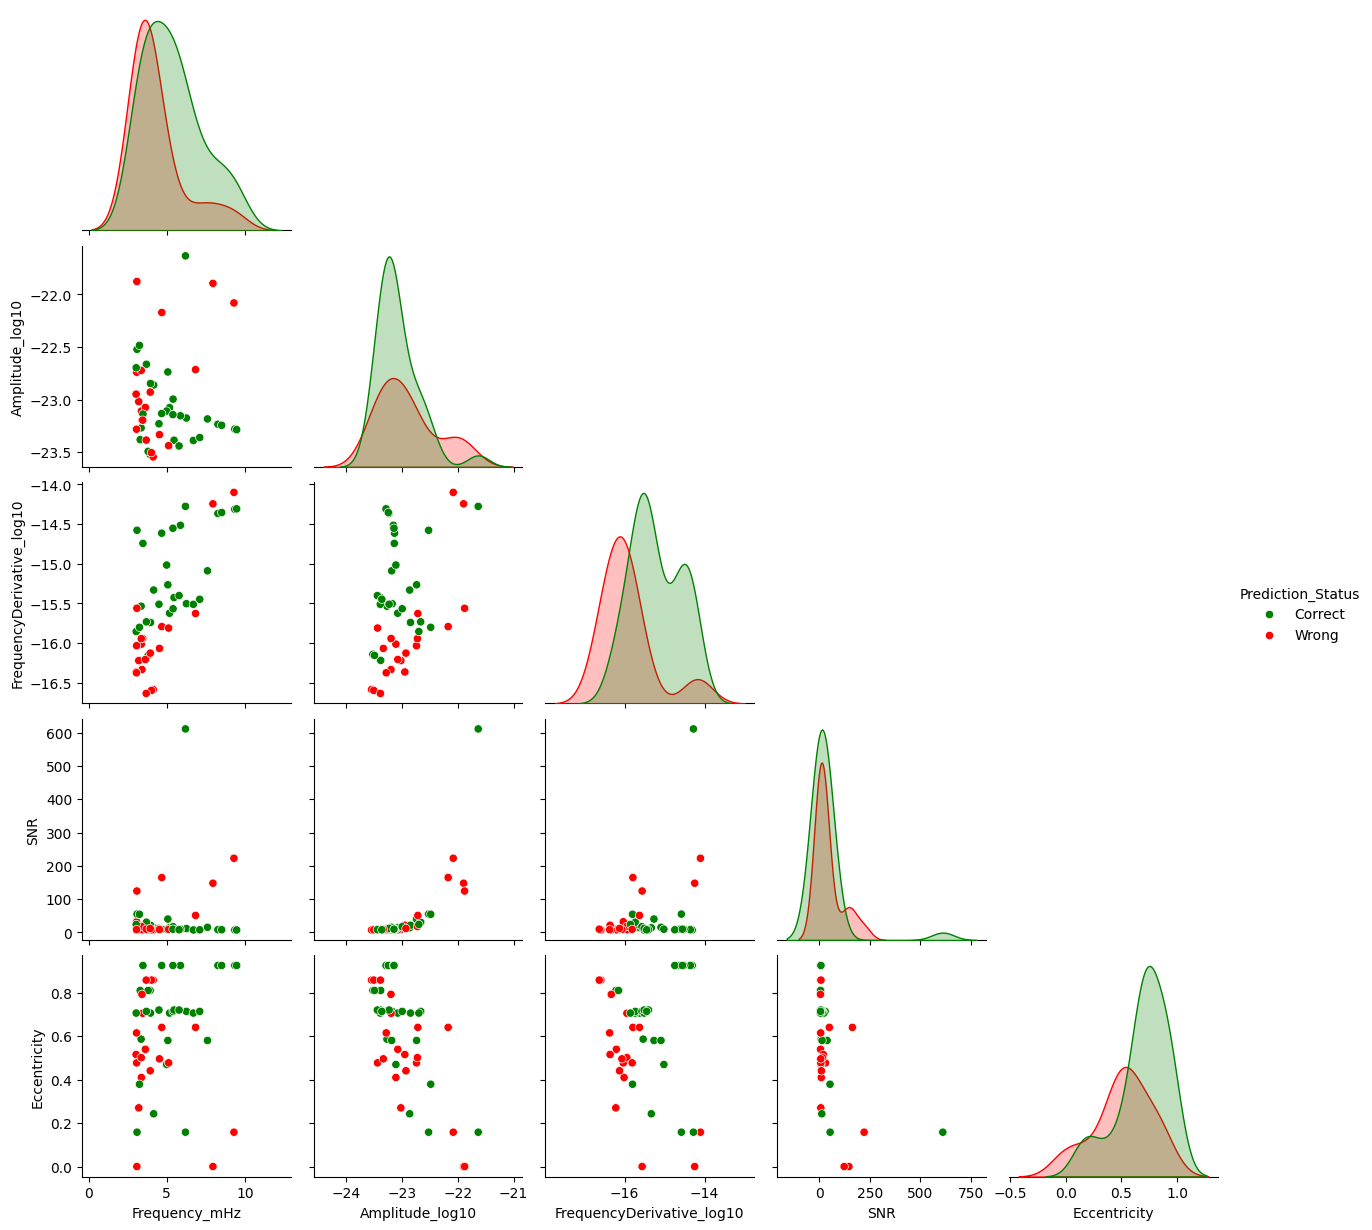 Amplitude_log10
−22.0
−22.5
−23.0
−23.5
FrequencyDerivative_log10
−14.0
−14.5
−15.0
−15.5
−16.0
−16.5
Prediction_Status
Correct
Wrong
SNR
600
500
400
300
200
100
0
Eccentricity
0.8
0.6
0.4
0.2
0.0
0 5 10
−24 −23 −22 −21
−16 −14
0 250 500 750
−0.5 0.0 0.5 1.0
Frequency_mHz Amplitude_log10 FrequencyDerivative_log10 SNR Eccentricity